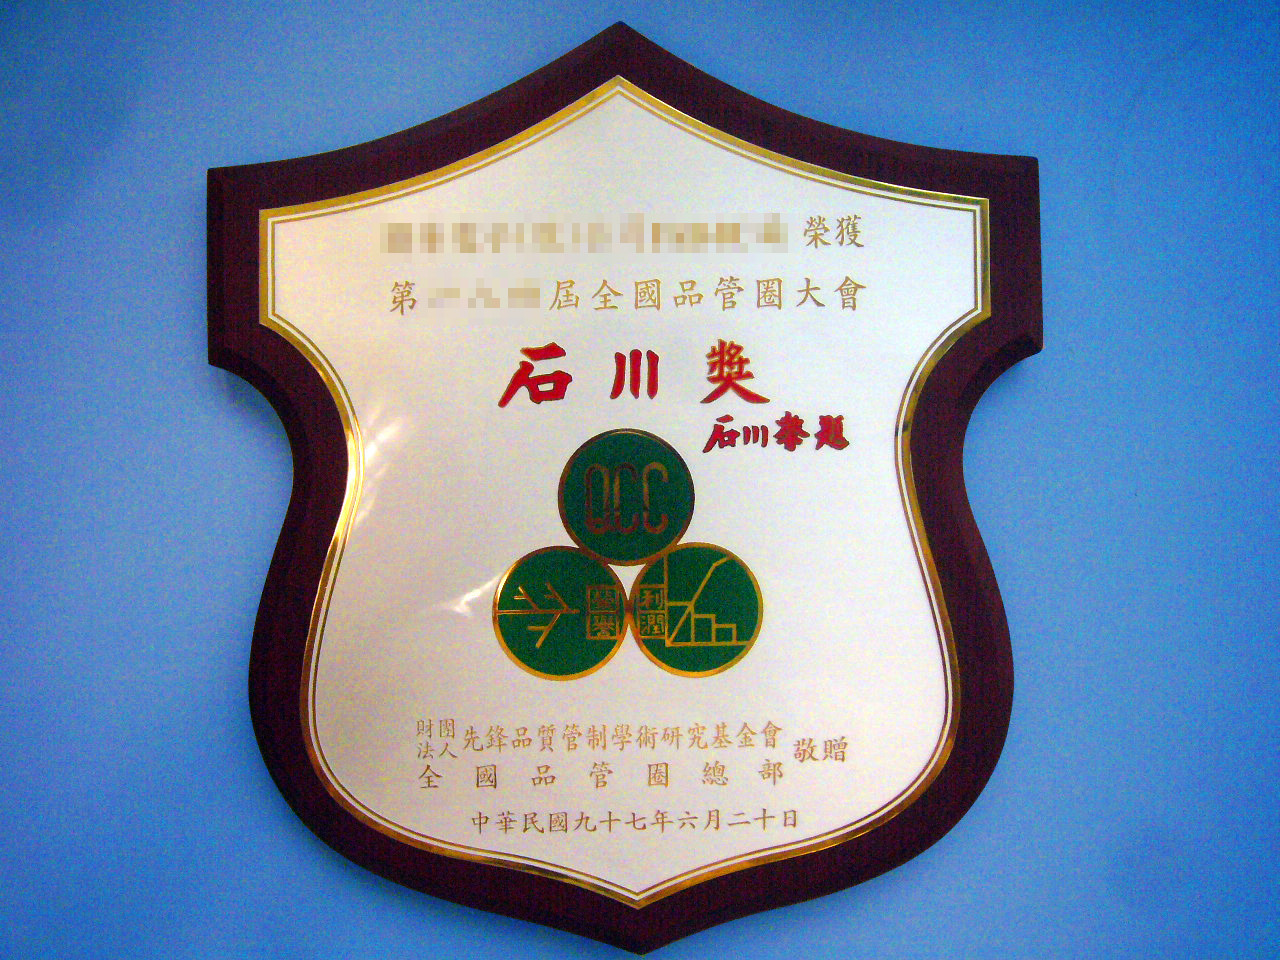 榮獲
第 屆全國品管圈大會
石川獎
石川馨題
QCC
榮譽 利潤
財團法人先鋒品質管制學術研究基金會
全國品管圈總部
敬贈
中華民國九十七年六月二十日